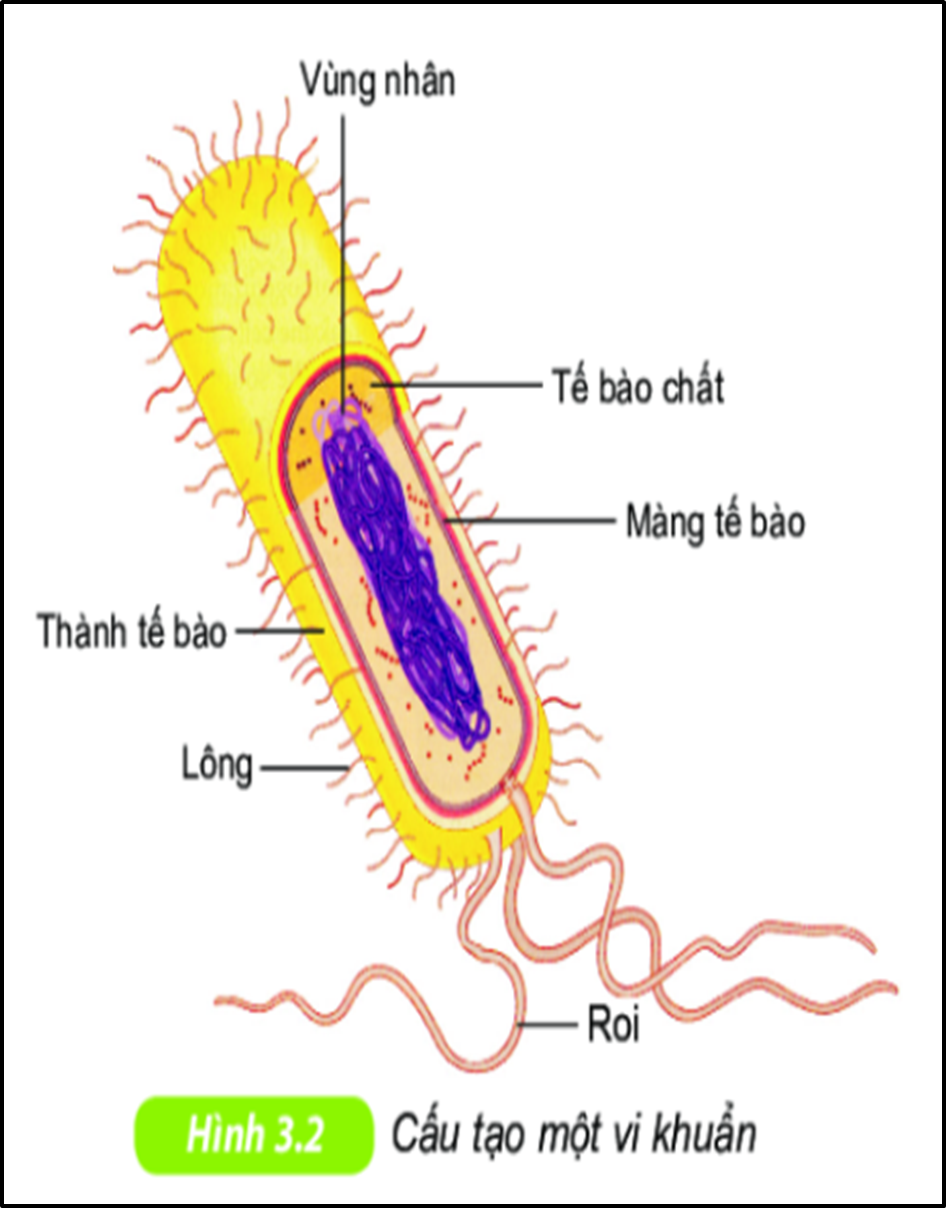 Vùng nhân
Tế bào chất
Màng tế bào
Thành tế bào
Lông
Roi
Hình 3.2 Cấu tạo một vi khuẩn